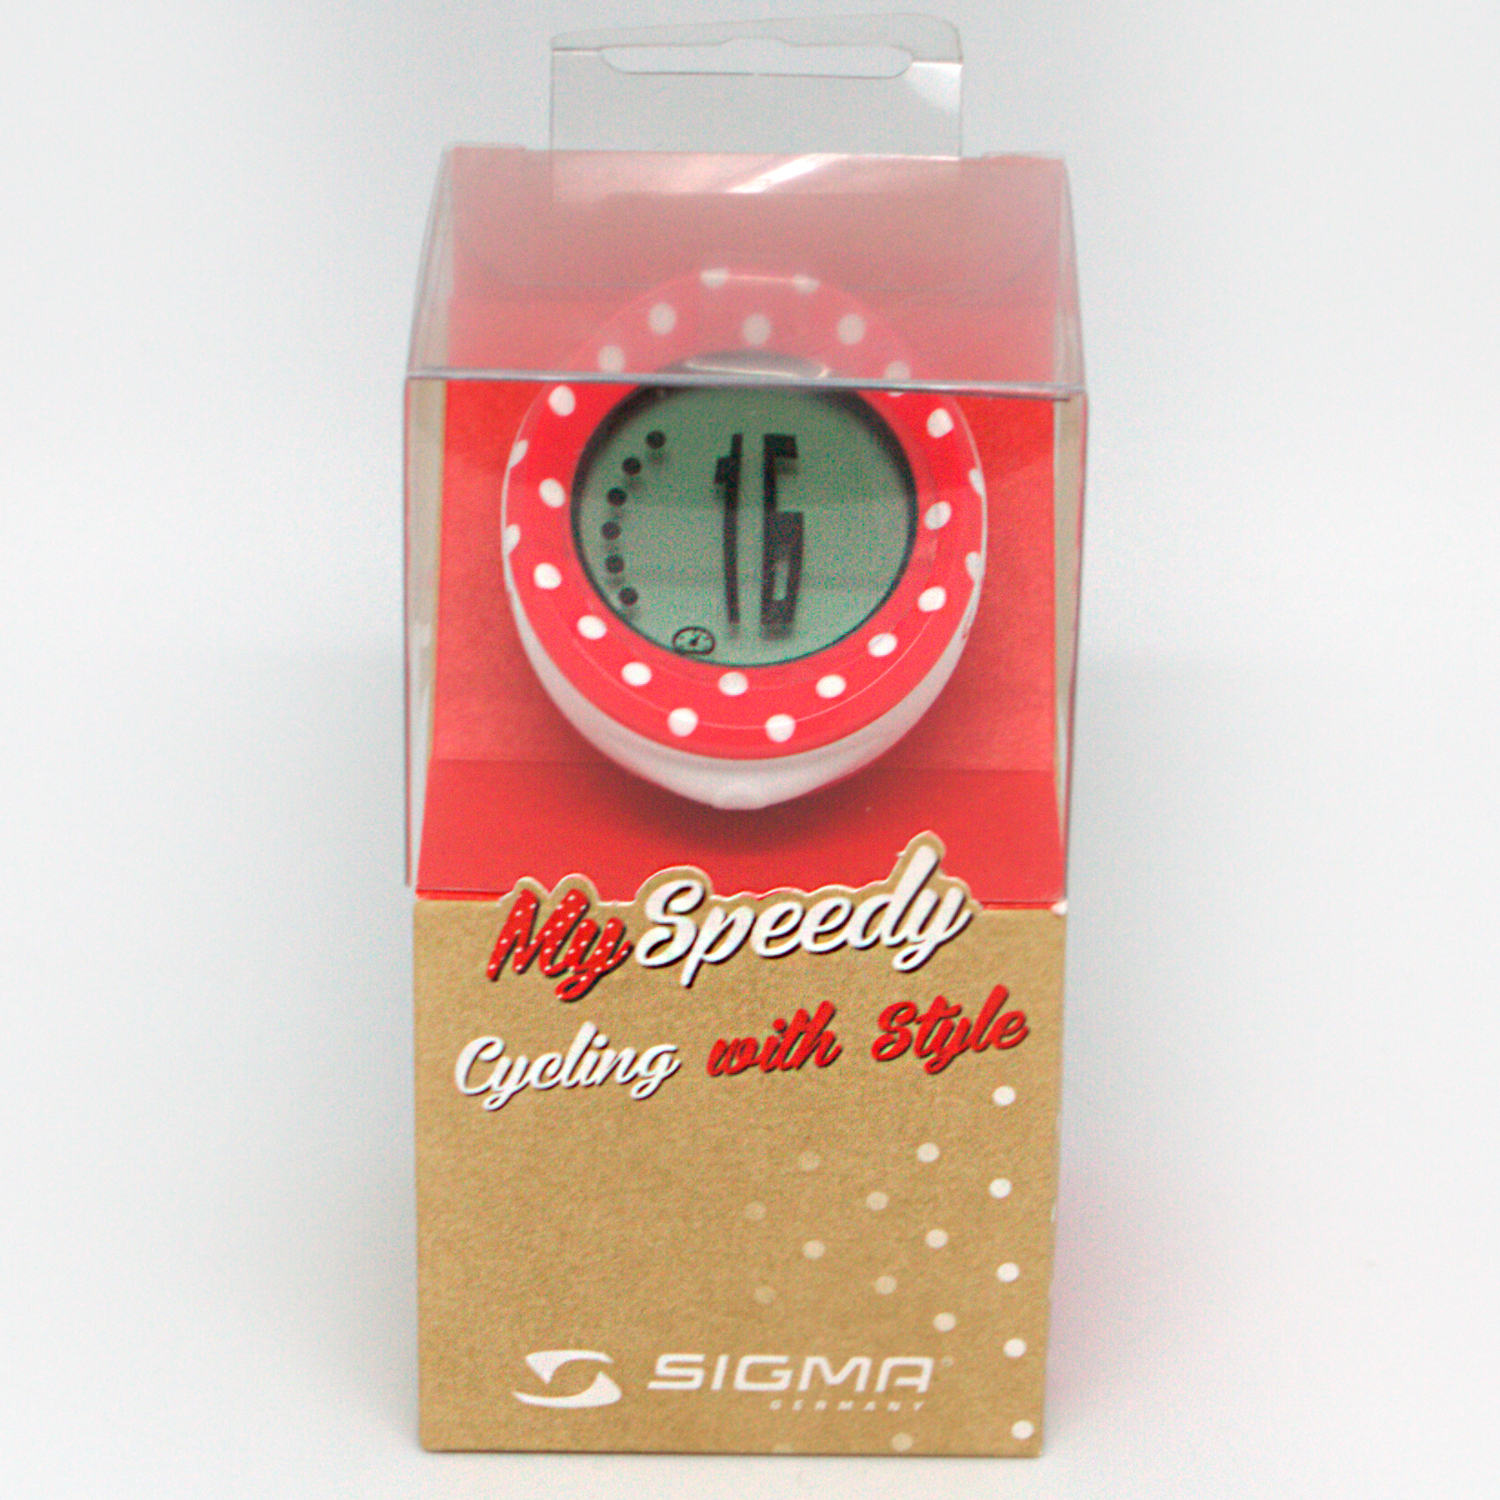 16
My Speedy
Cycling with Style
SIGMA®
GERMANY